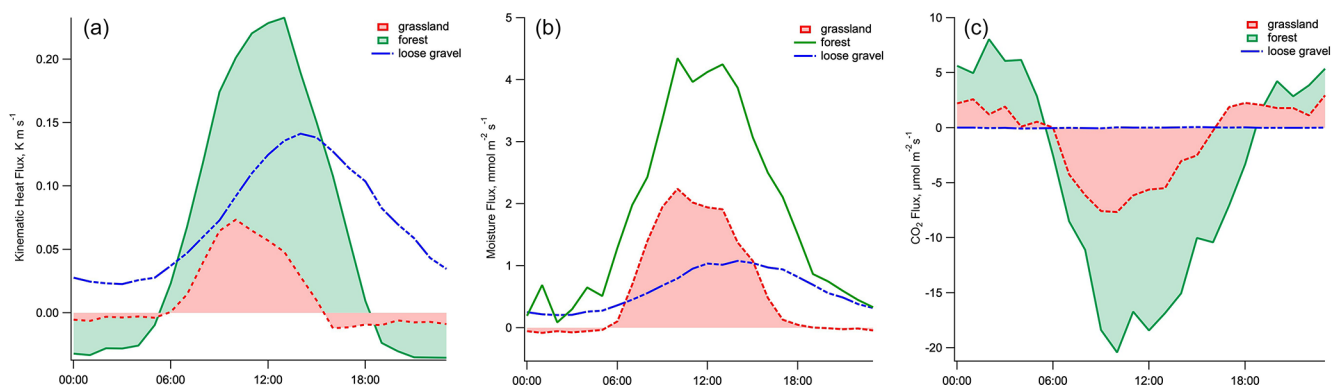 (a)
grassland
forest
loose gravel
Kinematic Heat Flux, K m s⁻¹
0.20
0.15
0.10
0.05
0.00
00:00 06:00 12:00 18:00
(b)
grassland
forest
loose gravel
Moisture Flux, mmol m⁻² s⁻¹
5
4
3
2
1
0
00:00 06:00 12:00 18:00
(c)
grassland
forest
loose gravel
CO₂ Flux, µmol m⁻² s⁻¹
10
5
0
-5
-10
-15
-20
00:00 06:00 12:00 18:00